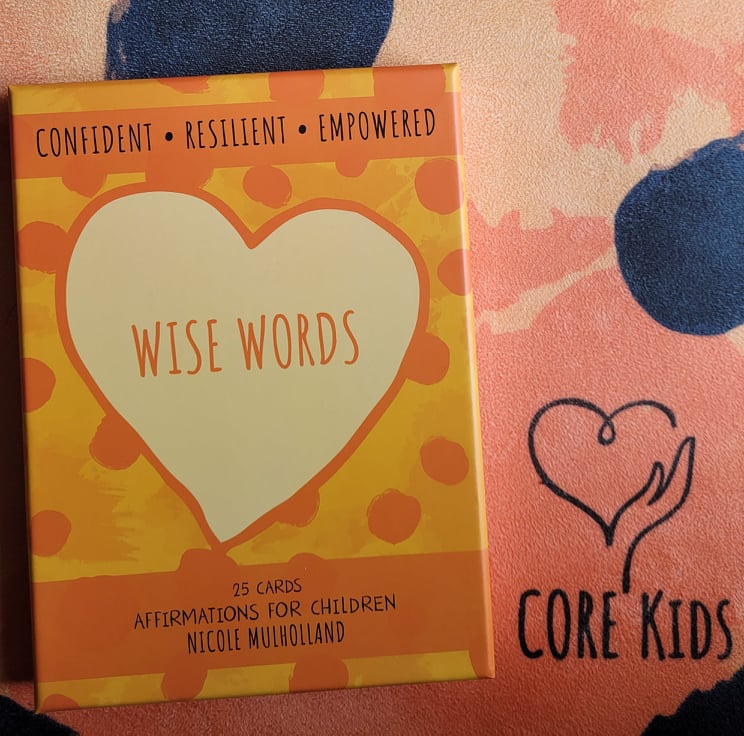 CONFIDENT • RESILIENT • EMPOWERED
WISE WORDS
25 CARDS
AFFIRMATIONS FOR CHILDREN
NICOLE MULHOLLAND
CORE KIDS